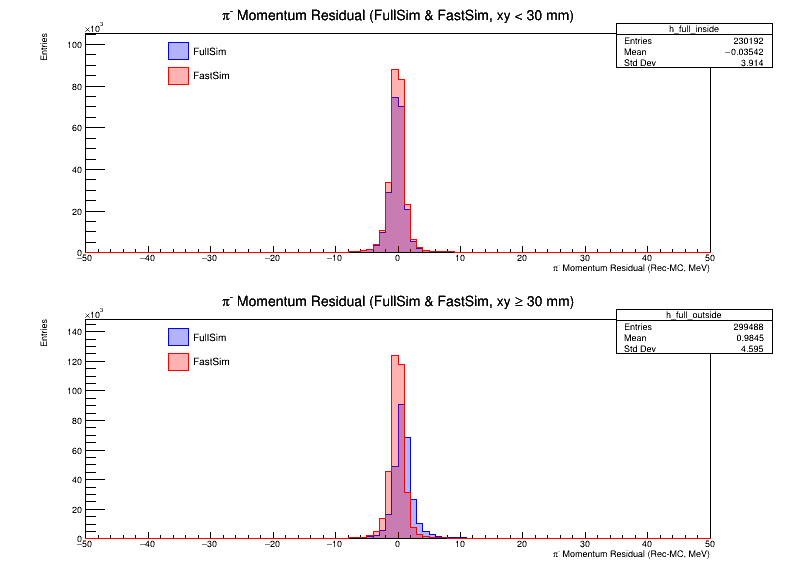 π⁻ Momentum Residual (FullSim & FastSim, xy < 30 mm)
×10³
Entries
h_full_inside
Entries 230192
Mean −0.03542
Std Dev 3.914
FullSim
FastSim
100
80
60
40
20
0
−50 −40 −30 −20 −10 0 10 20 30 40 50
π⁻ Momentum Residual (Rec-MC, MeV)
π⁻ Momentum Residual (FullSim & FastSim, xy ≥ 30 mm)
×10³
Entries
h_full_outside
Entries 299488
Mean 0.9845
Std Dev 4.595
FullSim
FastSim
140
120
100
80
60
40
20
0
−50 −40 −30 −20 −10 0 10 20 30 40 50
π⁻ Momentum Residual (Rec-MC, MeV)